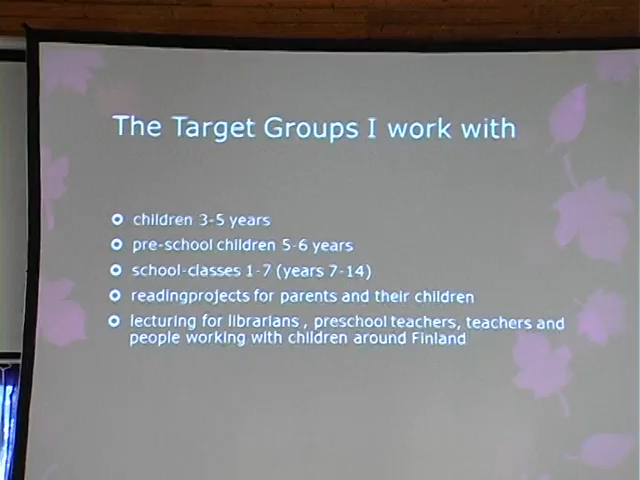 The Target Groups I work with
children 3-5 years
pre-school children 5-6 years
school-classes 1-7 (years 7-14)
readingprojects for parents and their children
lecturing for librarians , preschool teachers, teachers and
people working with children around Finland